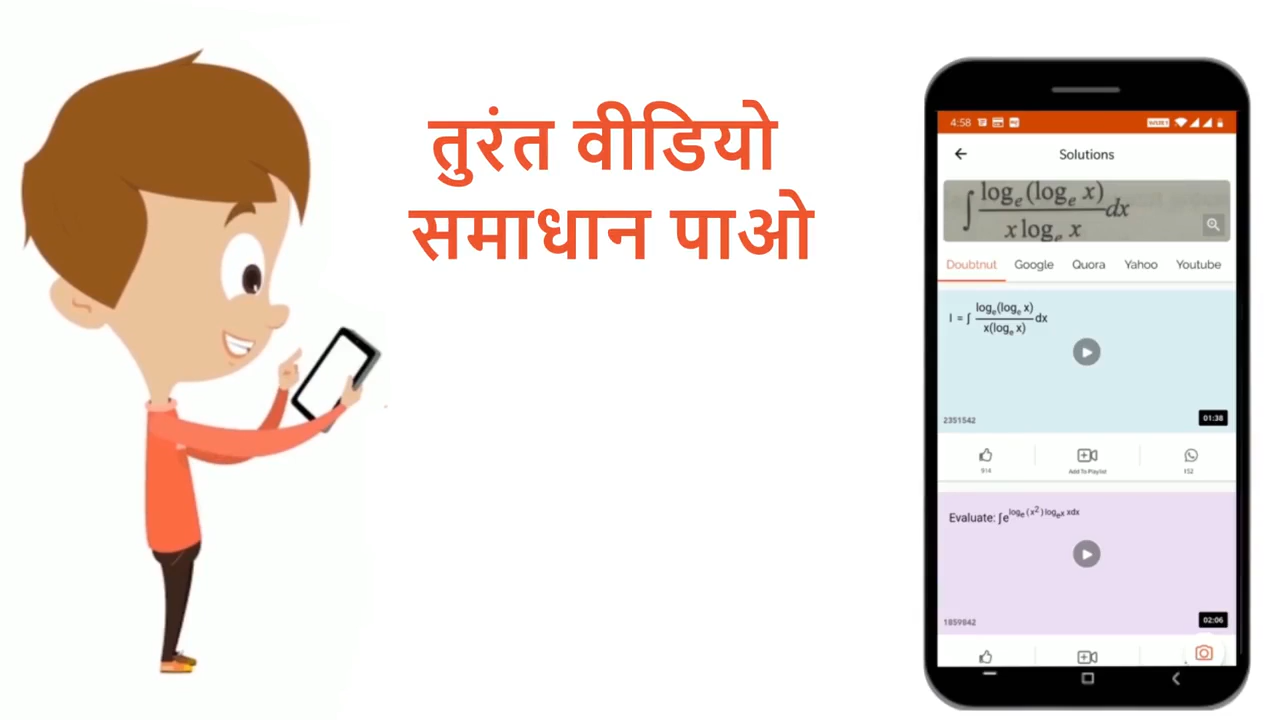 तुरंत वीडियो
समाधान पाओ
4:58
Solutions
∫ logₑ(logₑ x) / x logₑ x dx
Doubtnut Google Quora Yahoo Youtube
I = ∫ logₑ(logₑ x) / x(logₑ x) dx
2351542 01:38
914 Add To Playlist 152
Evaluate: ∫e^logₑ(x²)logₑx xdx
1859842 02:06